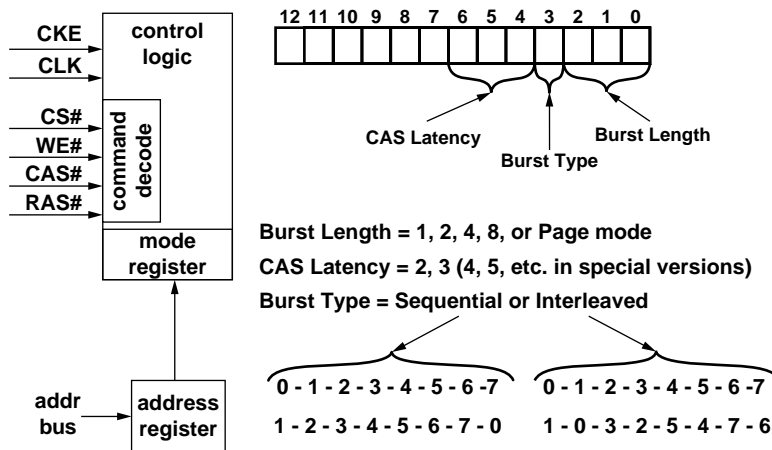 CKE
CLK
CS#
WE#
CAS#
RAS#
control
logic
command
decode
mode
register
addr
bus
address
register
12 11 10 9 8 7 6 5 4 3 2 1 0
CAS Latency
Burst Type
Burst Length
Burst Length = 1, 2, 4, 8, or Page mode
CAS Latency = 2, 3 (4, 5, etc. in special versions)
Burst Type = Sequential or Interleaved
0 - 1 - 2 - 3 - 4 - 5 - 6 -7
1 - 2 - 3 - 4 - 5 - 6 - 7 - 0
0 - 1 - 2 - 3 - 4 - 5 - 6 -7
1 - 0 - 3 - 2 - 5 - 4 - 7 - 6